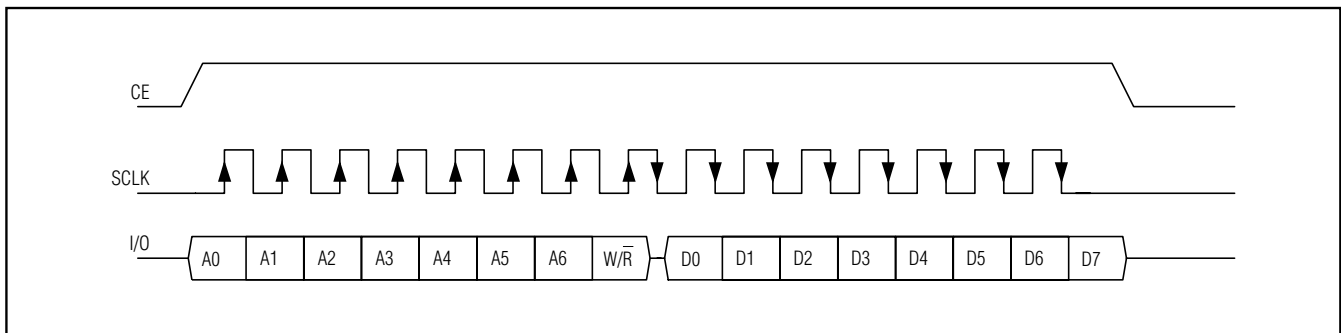 CE
SCLK
I/O
A0 A1 A2 A3 A4 A5 A6 W/R̅ D0 D1 D2 D3 D4 D5 D6 D7